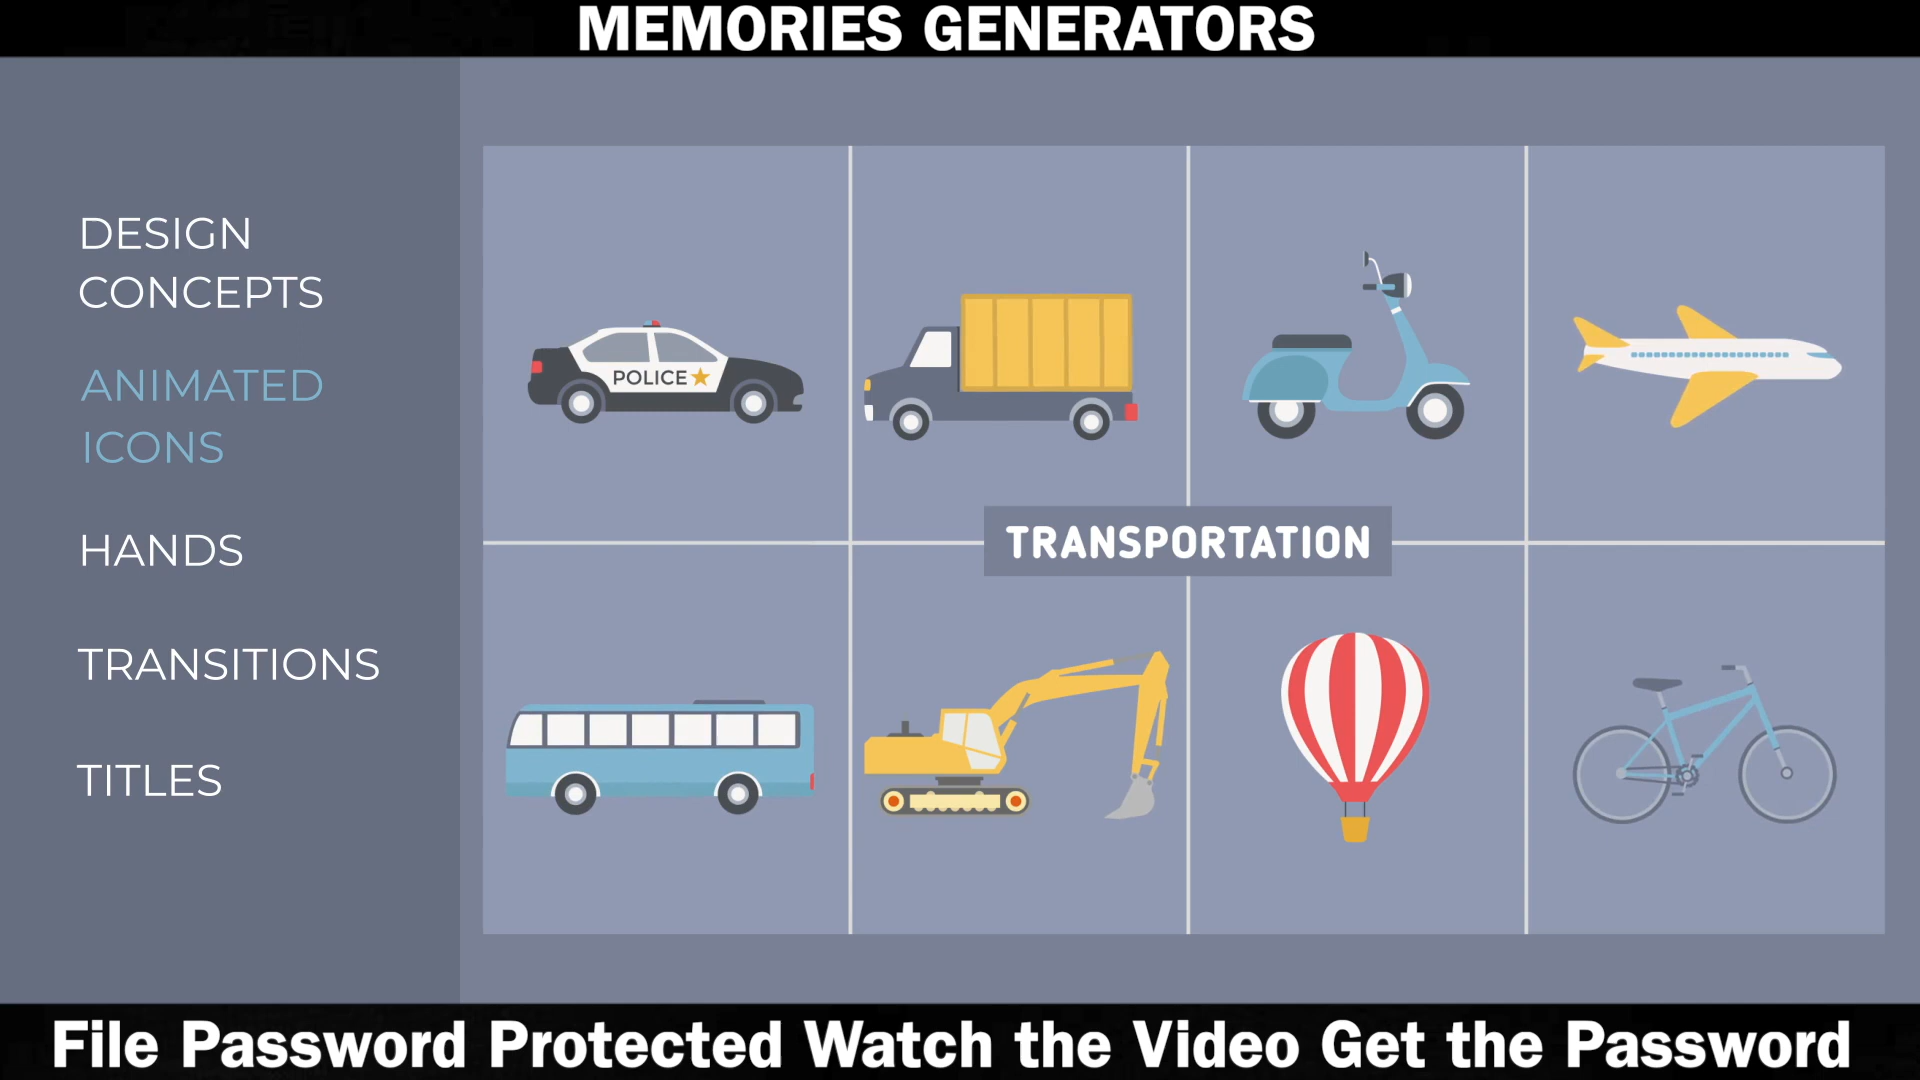 MEMORIES GENERATORS
DESIGN
CONCEPTS
ANIMATED
ICONS
HANDS
TRANSITIONS
TITLES
POLICE
TRANSPORTATION
File Password Protected Watch the Video Get the Password